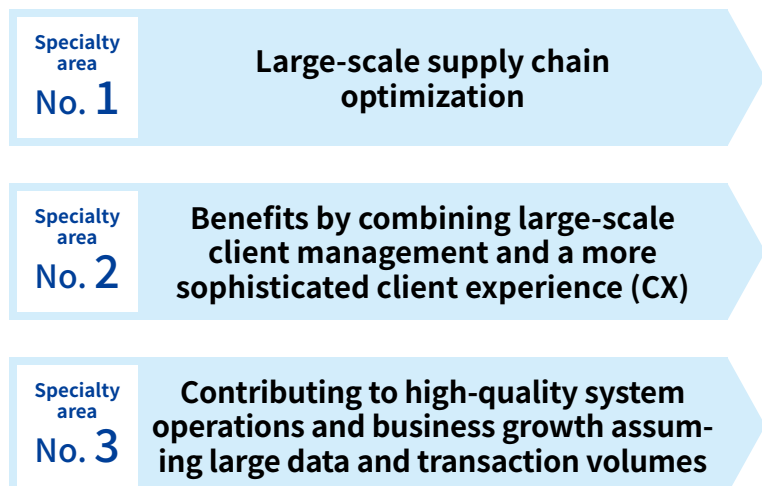 Specialty
area
No. 1
Large-scale supply chain
optimization
Specialty
area
No. 2
Benefits by combining large-scale
client management and a more
sophisticated client experience (CX)
Specialty
area
No. 3
Contributing to high-quality system
operations and business growth assum-
ing large data and transaction volumes